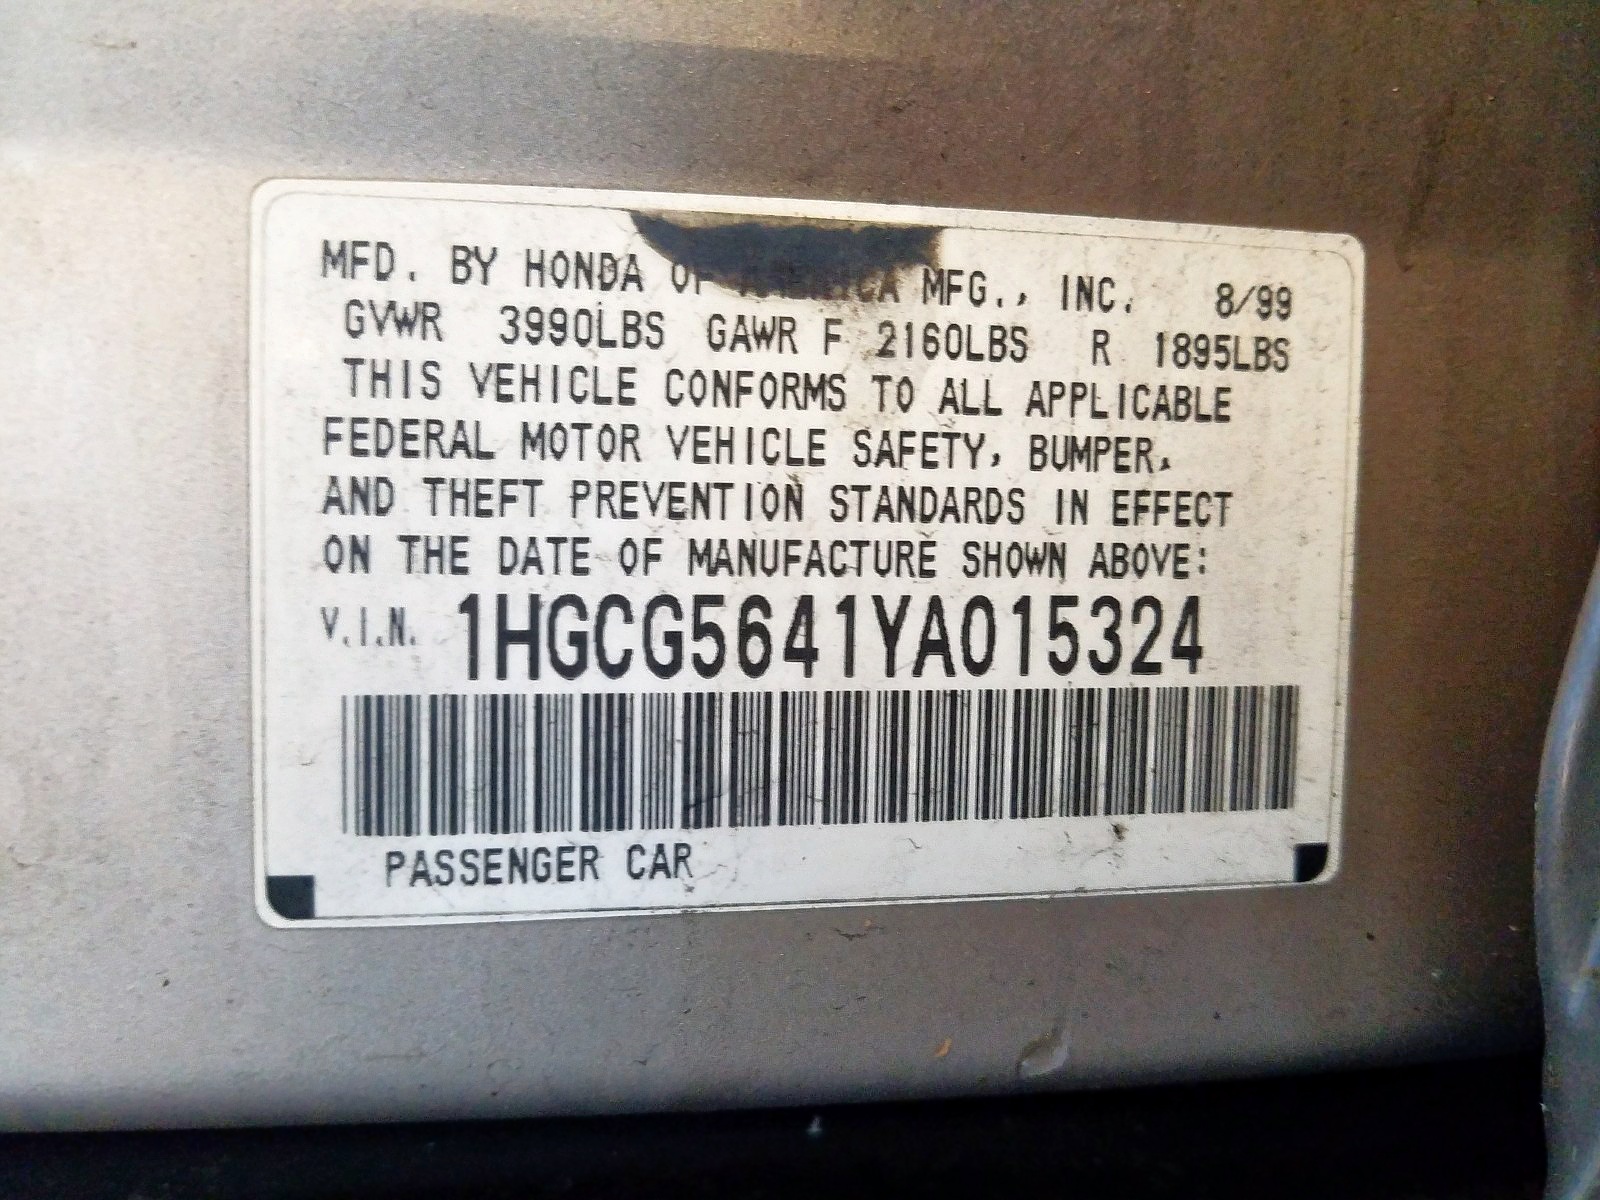 MFD. BY HONDA OF AMERICA MFG., INC. 8/99
GVWR 3990LBS GAWR F 2160LBS R 1895LBS
THIS VEHICLE CONFORMS TO ALL APPLICABLE
FEDERAL MOTOR VEHICLE SAFETY, BUMPER,
AND THEFT PREVENTION STANDARDS IN EFFECT
ON THE DATE OF MANUFACTURE SHOWN ABOVE:
V.I.N. 1HGCG5641YA015324
PASSENGER CAR